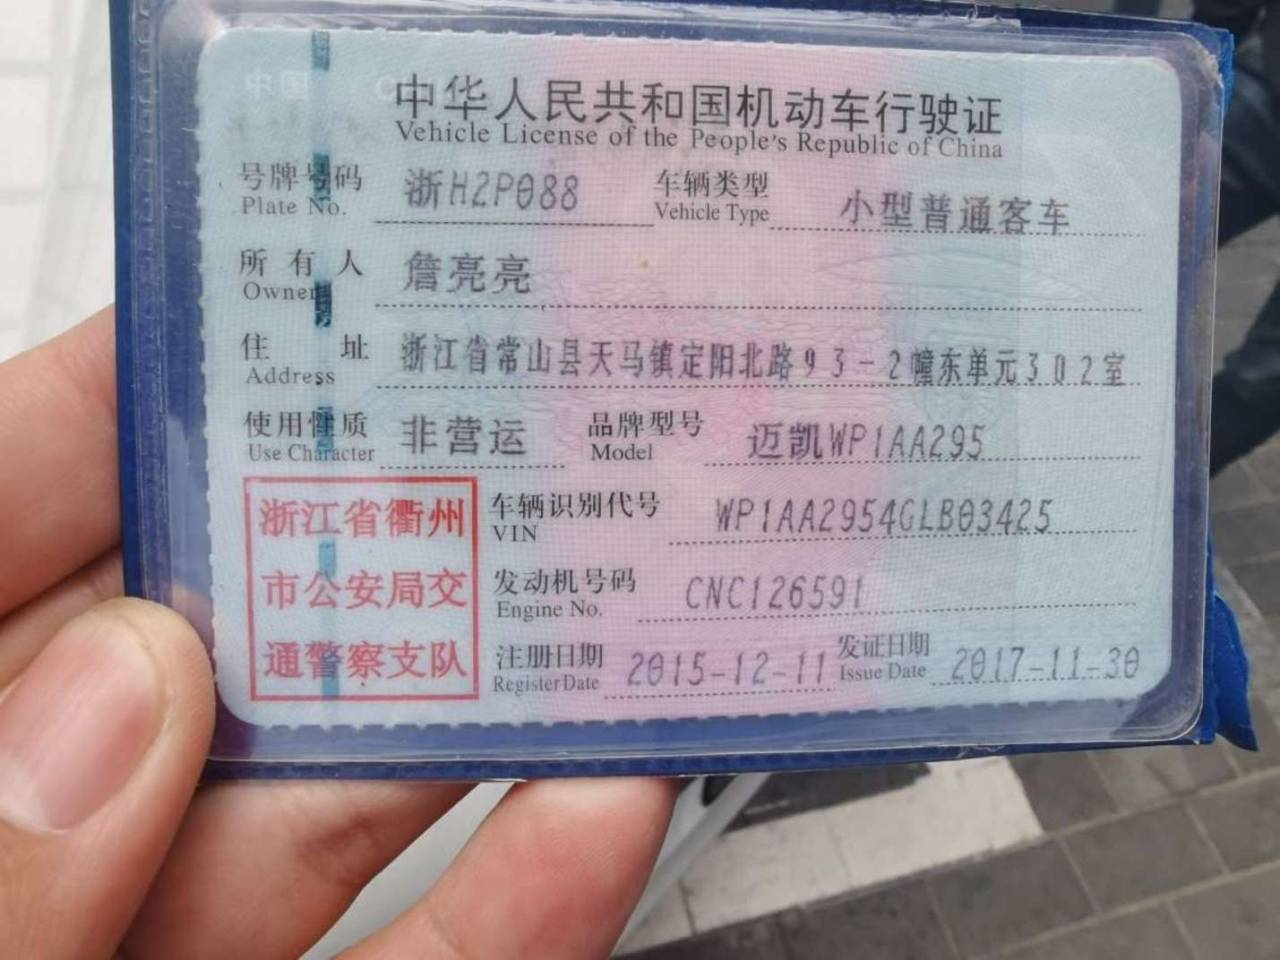 中华人民共和国机动车行驶证
Vehicle License of the People's Republic of China
号牌号码 浙H2P088 车辆类型 小型普通客车
Plate No. Vehicle Type
所有人 詹亮亮
Owner
住址 浙江省常山县天马镇定阳北路93-2幢东单元302室
Address
使用性质 非营运 品牌型号 迈凯WP1AA295
Use Character Model
浙江省衢州
市公安局交
通警察支队
车辆识别代号 WP1AA2954GLB03425
VIN
发动机号码 CNC126591
Engine No.
注册日期 2015-12-11 发证日期 2017-11-30
Register Date Issue Date